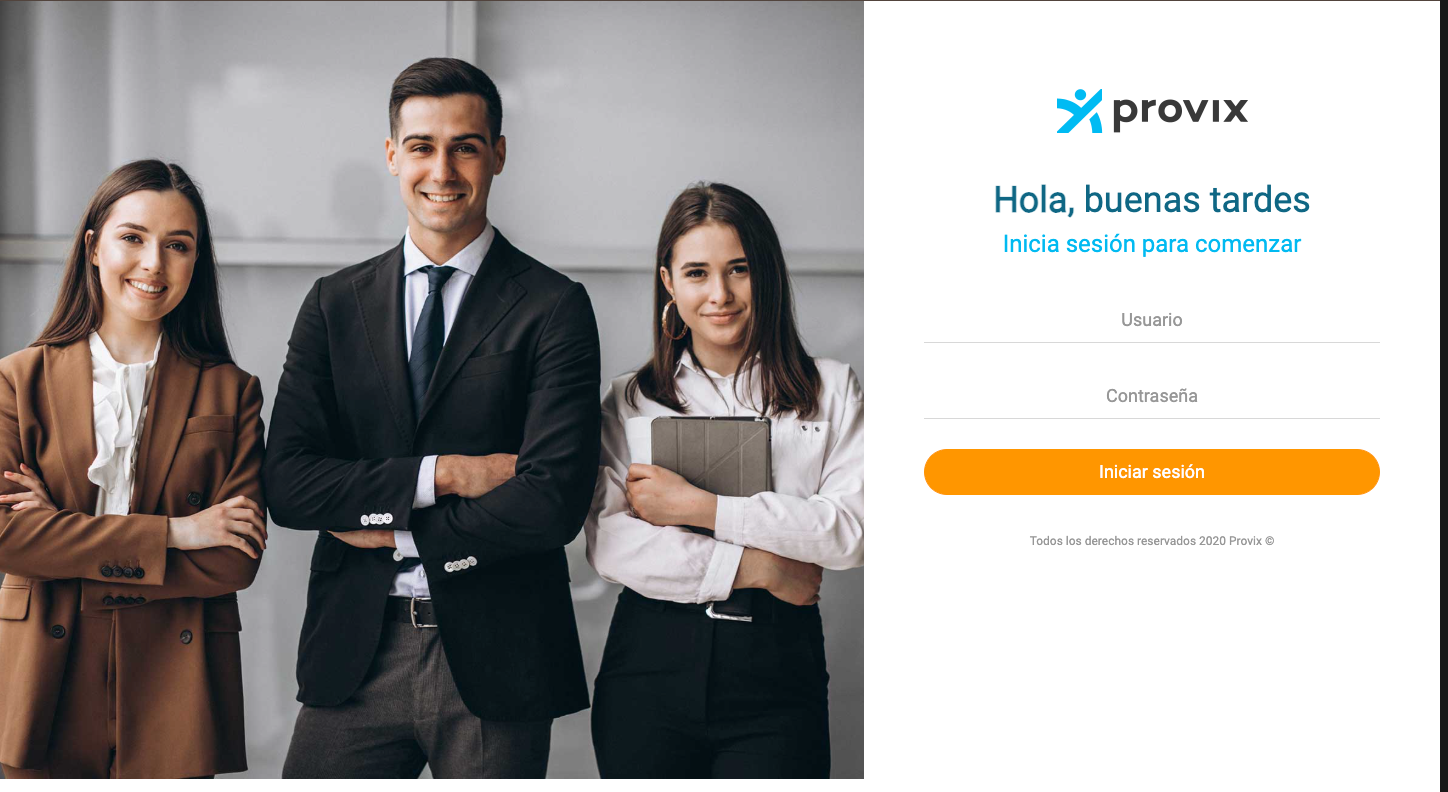 provix
Hola, buenas tardes
Inicia sesión para comenzar
Usuario
Contraseña
Iniciar sesión
Todos los derechos reservados 2020 Provix ©